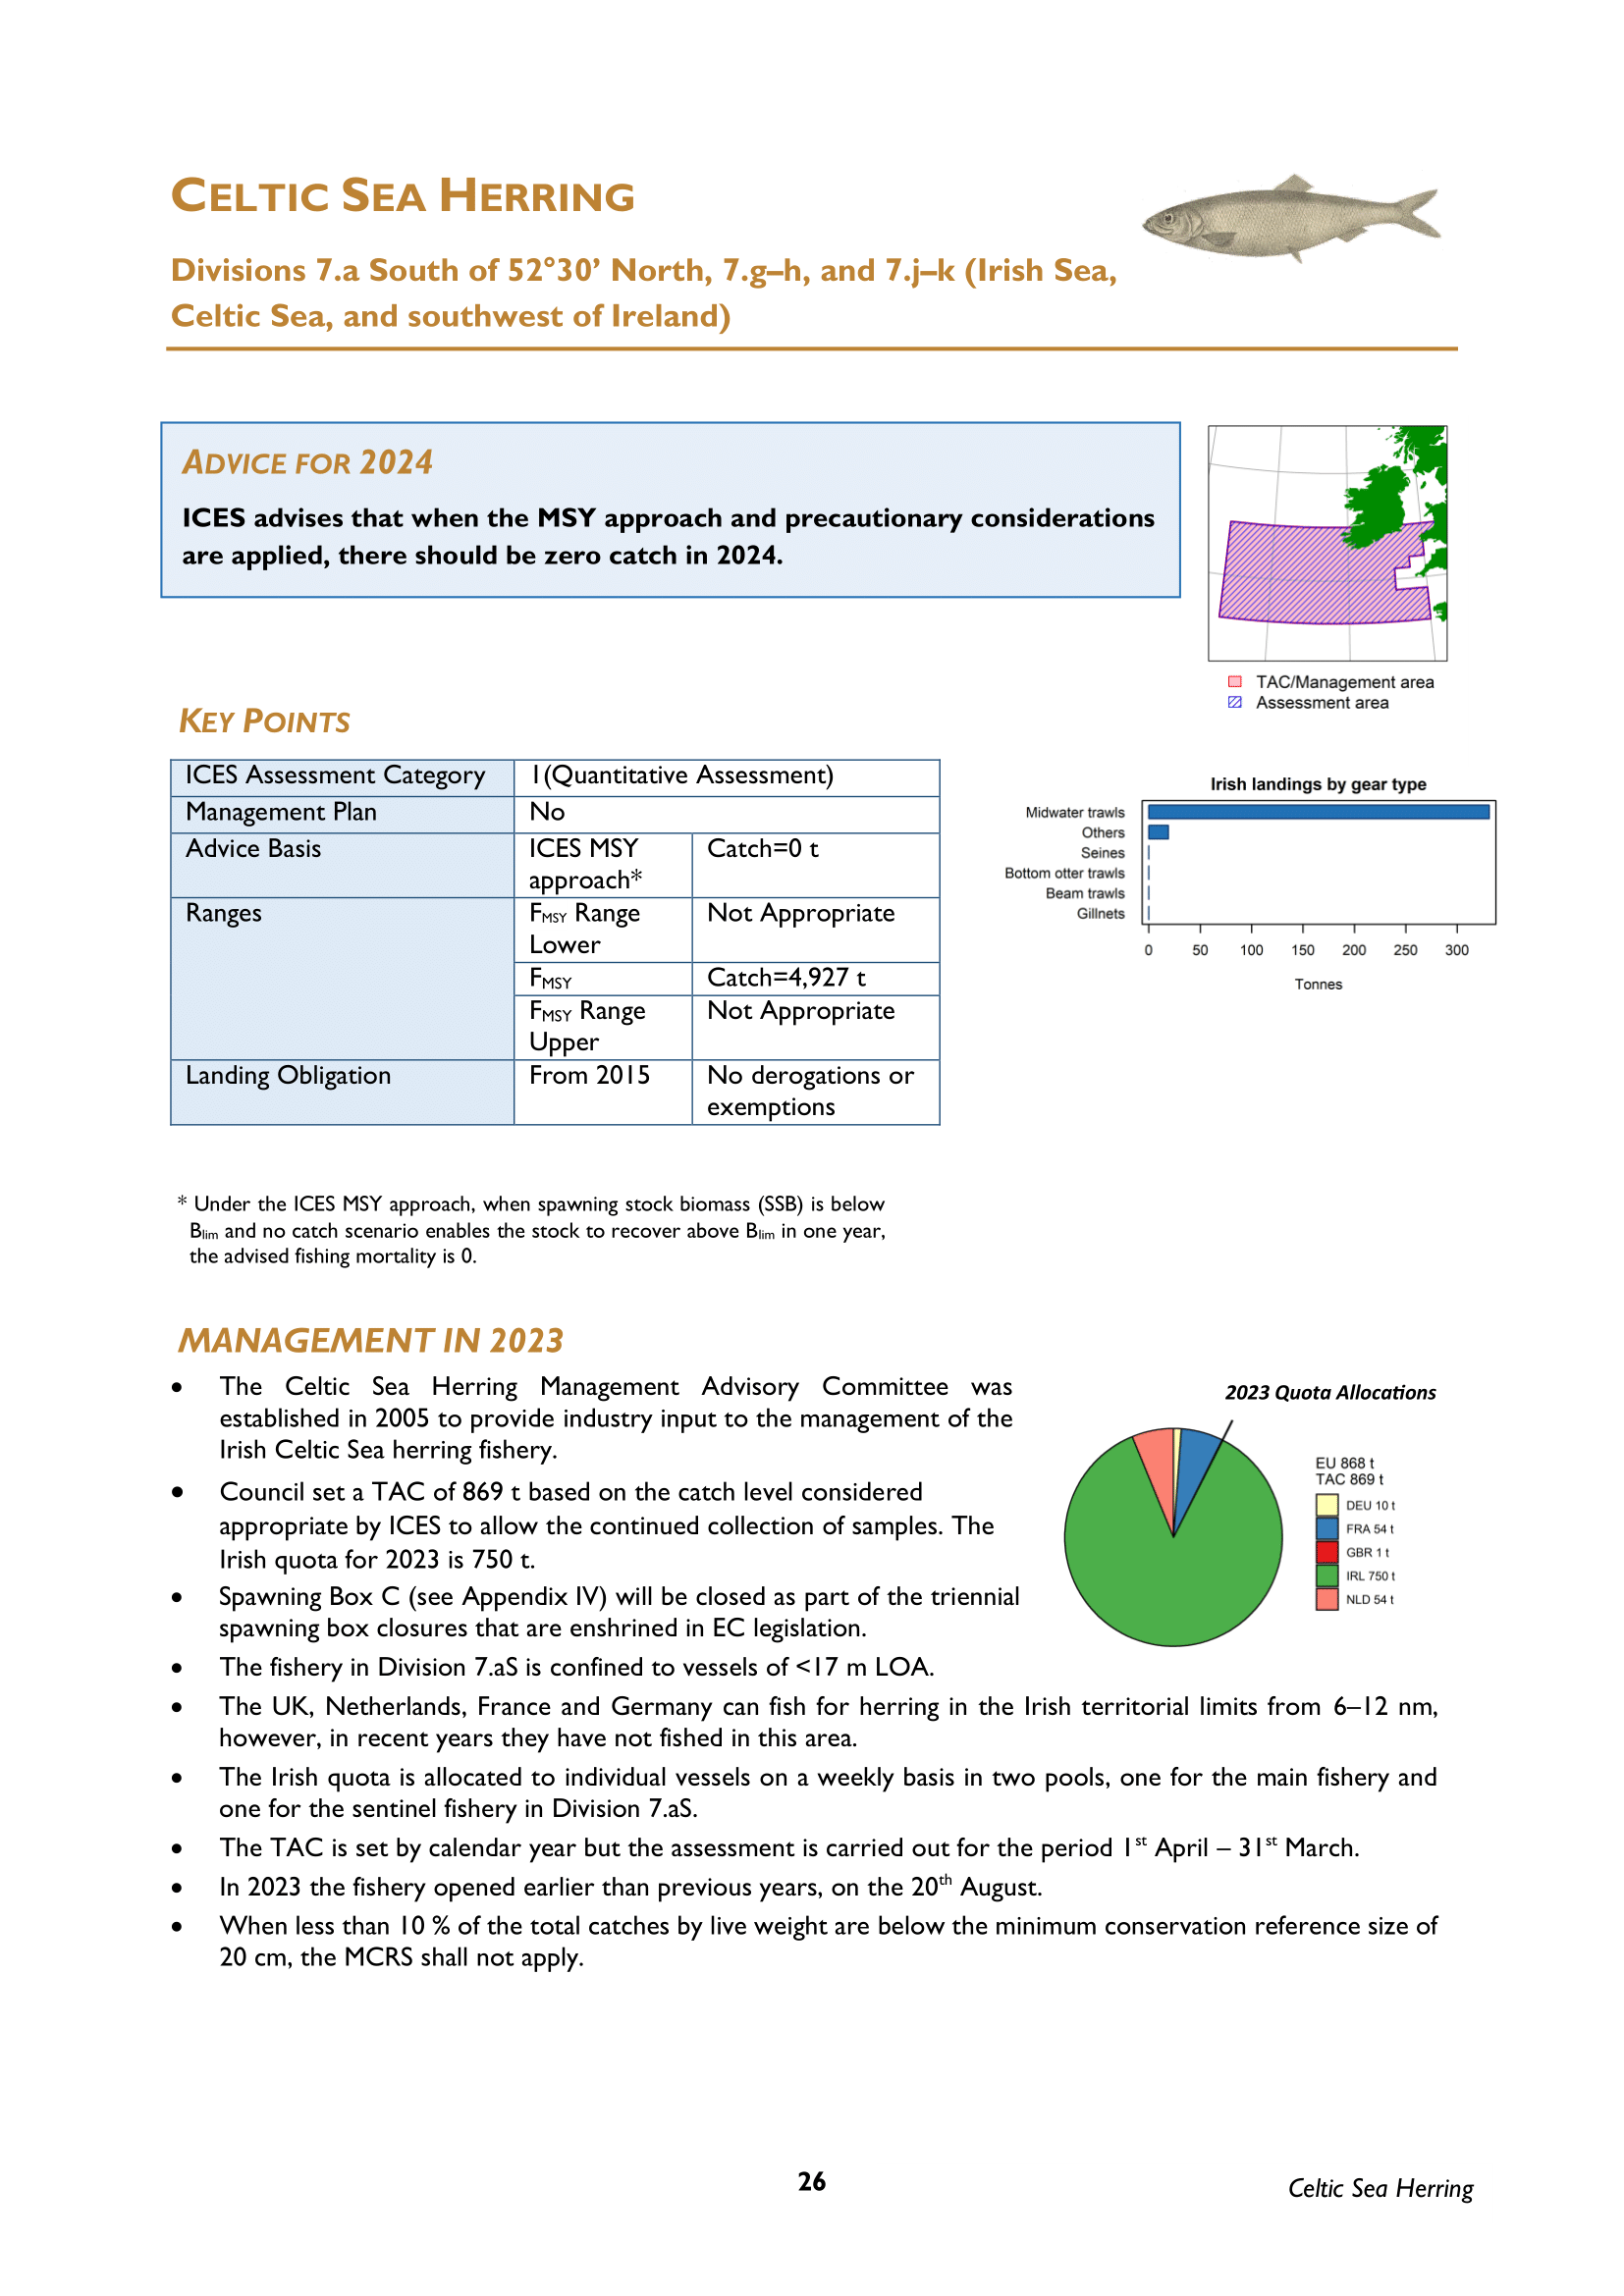 CELTIC SEA HERRING
Divisions 7.a South of 52°30’ North, 7.g–h, and 7.j–k (Irish Sea,
Celtic Sea, and southwest of Ireland)
ADVICE FOR 2024
ICES advises that when the MSY approach and precautionary considerations
are applied, there should be zero catch in 2024.
TAC/Management area
Assessment area
KEY POINTS
ICES Assessment Category 1(Quantitative Assessment)
Management Plan No
Advice Basis ICES MSY approach* Catch=0 t
Ranges FMSY Range Lower Not Appropriate
FMSY Catch=4,927 t
FMSY Range Upper Not Appropriate
Landing Obligation From 2015 No derogations or exemptions
Irish landings by gear type
Midwater trawls
Others
Seines
Bottom otter trawls
Beam trawls
Gillnets
0 50 100 150 200 250 300
Tonnes
* Under the ICES MSY approach, when spawning stock biomass (SSB) is below
Blim and no catch scenario enables the stock to recover above Blim in one year,
the advised fishing mortality is 0.
MANAGEMENT IN 2023
• The Celtic Sea Herring Management Advisory Committee was
established in 2005 to provide industry input to the management of the
Irish Celtic Sea herring fishery.
• Council set a TAC of 869 t based on the catch level considered
appropriate by ICES to allow the continued collection of samples. The
Irish quota for 2023 is 750 t.
• Spawning Box C (see Appendix IV) will be closed as part of the triennial
spawning box closures that are enshrined in EC legislation.
2023 Quota Allocations
EU 868 t
TAC 869 t
DEU 10 t
FRA 54 t
GBR 1 t
IRL 750 t
NLD 54 t
• The fishery in Division 7.aS is confined to vessels of <17 m LOA.
• The UK, Netherlands, France and Germany can fish for herring in the Irish territorial limits from 6–12 nm,
however, in recent years they have not fished in this area.
• The Irish quota is allocated to individual vessels on a weekly basis in two pools, one for the main fishery and
one for the sentinel fishery in Division 7.aS.
• The TAC is set by calendar year but the assessment is carried out for the period 1st April – 31st March.
• In 2023 the fishery opened earlier than previous years, on the 20th August.
• When less than 10 % of the total catches by live weight are below the minimum conservation reference size of
20 cm, the MCRS shall not apply.
26
Celtic Sea Herring